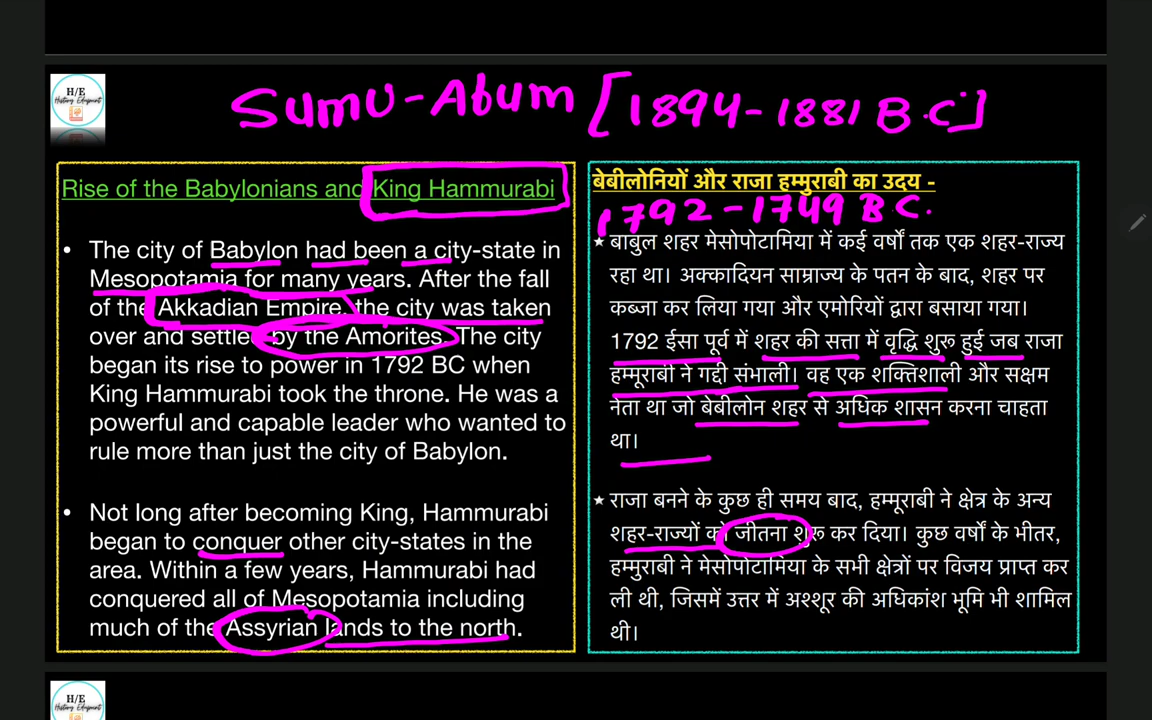 H/E
History Edupoint
SUMU-Abum [1894-1881 B.C.]
Rise of the Babylonians and King Hammurabi
• The city of Babylon had been a city-state in
Mesopotamia for many years. After the fall
of the Akkadian Empire, the city was taken
over and settled by the Amorites. The city
began its rise to power in 1792 BC when
King Hammurabi took the throne. He was a
powerful and capable leader who wanted to
rule more than just the city of Babylon.
• Not long after becoming King, Hammurabi
began to conquer other city-states in the
area. Within a few years, Hammurabi had
conquered all of Mesopotamia including
much of the Assyrian lands to the north.
बेबीलोनियों और राजा हम्मुराबी का उदय -
1792-1749 B.C.
★ बाबुल शहर मेसोपोटामिया में कई वर्षों तक एक शहर-राज्य
रहा था। अक्कादियन साम्राज्य के पतन के बाद, शहर पर
कब्जा कर लिया गया और एमोरियों द्वारा बसाया गया।
1792 ईसा पूर्व में शहर की सत्ता में वृद्धि शुरू हुई जब राजा
हम्मूराबी ने गद्दी संभाली। वह एक शक्तिशाली और सक्षम
नेता था जो बेबीलोन शहर से अधिक शासन करना चाहता
था।
★ राजा बनने के कुछ ही समय बाद, हम्मूराबी ने क्षेत्र के अन्य
शहर-राज्यों को जीतना शुरू कर दिया। कुछ वर्षों के भीतर,
हम्मुराबी ने मेसोपोटामिया के सभी क्षेत्रों पर विजय प्राप्त कर
ली थी, जिसमें उत्तर में अश्शूर की अधिकांश भूमि भी शामिल
थी।
H/E
History Edupoint